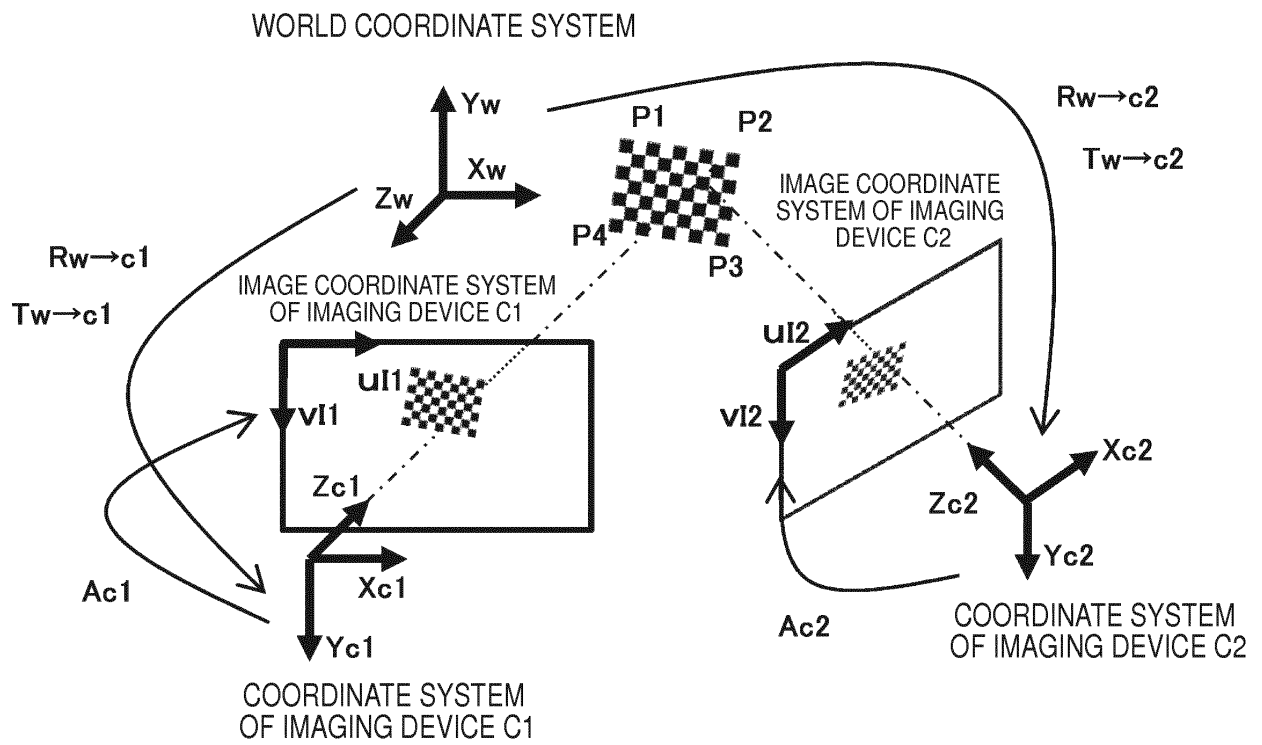 WORLD COORDINATE SYSTEM
Yw
Xw
Zw
P1
P2
P4
P3
Rw→c2
Tw→c2
IMAGE COORDINATE
SYSTEM OF IMAGING
DEVICE C2
Rw→c1
Tw→c1
IMAGE COORDINATE SYSTEM
OF IMAGING DEVICE C1
uI1
vI1
uI2
vI2
Zc1
Xc1
Yc1
Ac1
Xc2
Zc2
Yc2
Ac2
COORDINATE SYSTEM
OF IMAGING DEVICE C2
COORDINATE SYSTEM
OF IMAGING DEVICE C1